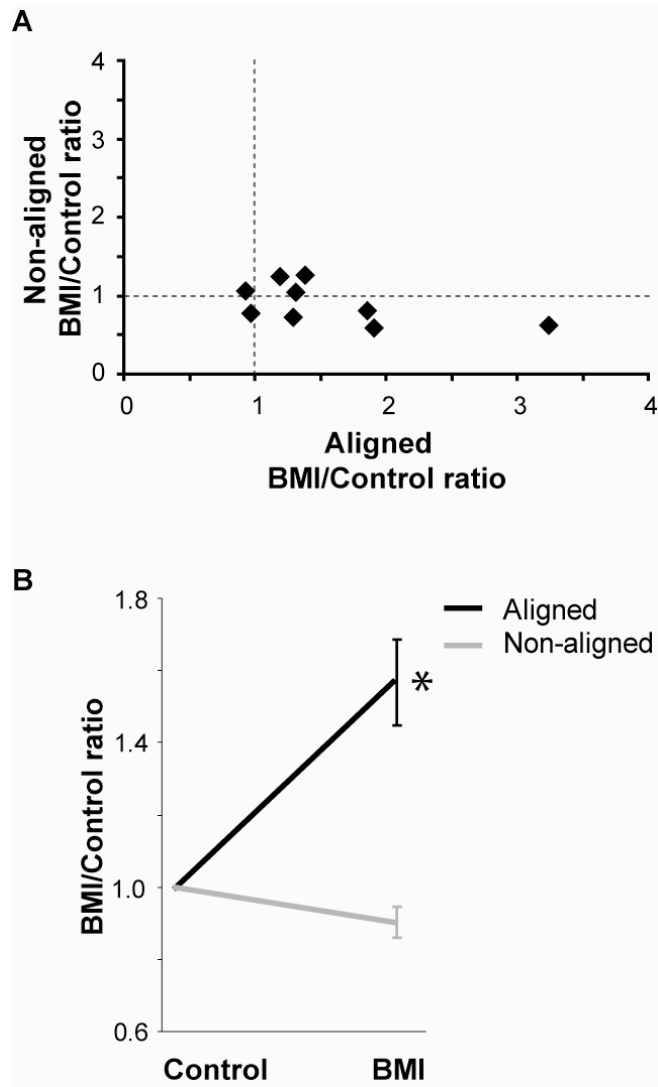 A
4
3
2
1
0
Non-aligned
BMI/Control ratio
0 1 2 3 4
Aligned
BMI/Control ratio
B
1.8
1.4
1.0
0.6
BMI/Control ratio
Aligned
Non-aligned
*
Control BMI